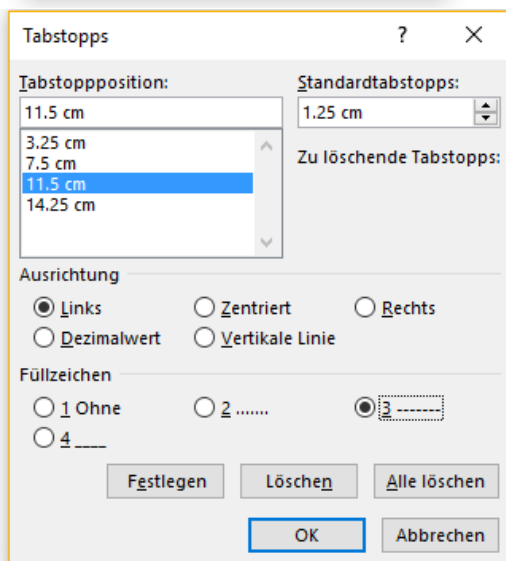 Tabstopps ?
Tabstoppposition: Standardtabstopps:
11.5 cm 1.25 cm
3.25 cm
7.5 cm
11.5 cm
14.25 cm
Zu löschende Tabstopps:
Ausrichtung
Links Zentriert Rechts
Dezimalwert Vertikale Linie
Füllzeichen
1 Ohne 2 ....... 3 -------
4 ____
Festlegen Löschen Alle löschen
OK Abbrechen